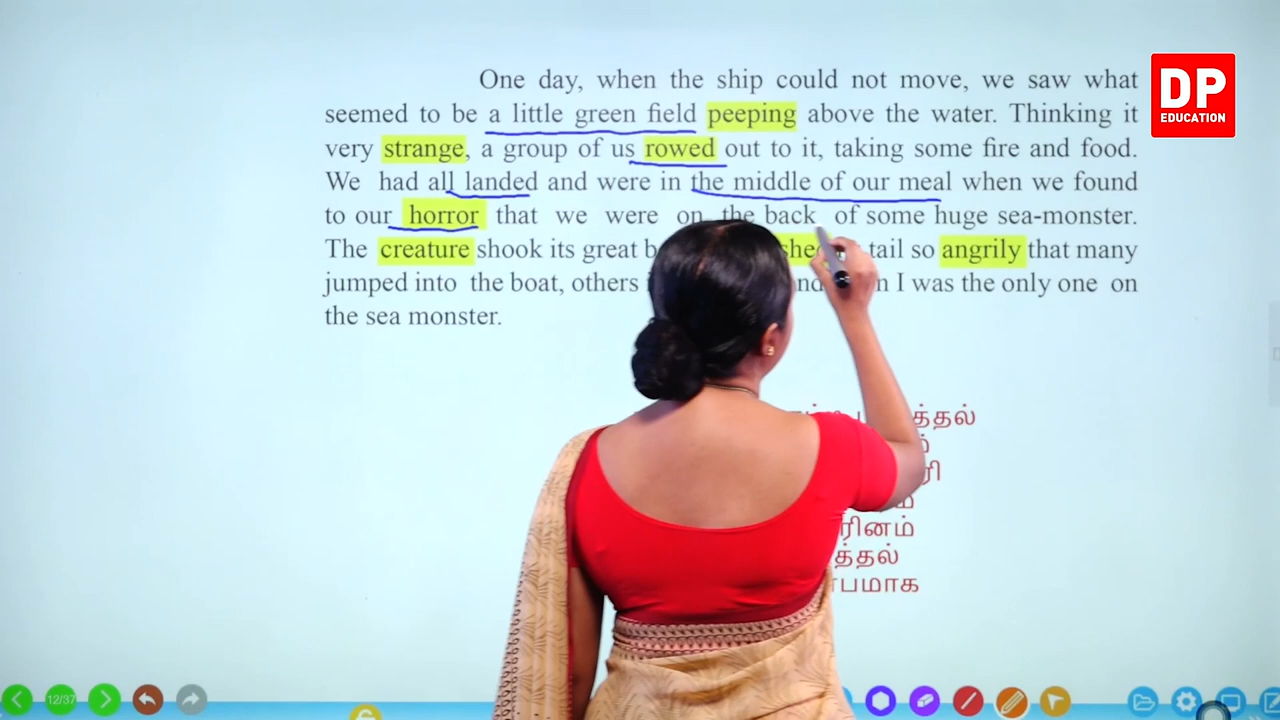 DP
EDUCATION
One day, when the ship could not move, we saw what
seemed to be a little green field peeping above the water. Thinking it
very strange, a group of us rowed out to it, taking some fire and food.
We had all landed and were in the middle of our meal when we found
to our horror that we were on the back of some huge sea-monster.
The creature shook its great tail so angrily that many
jumped into the boat, others I was the only one on
the sea monster.
12/37